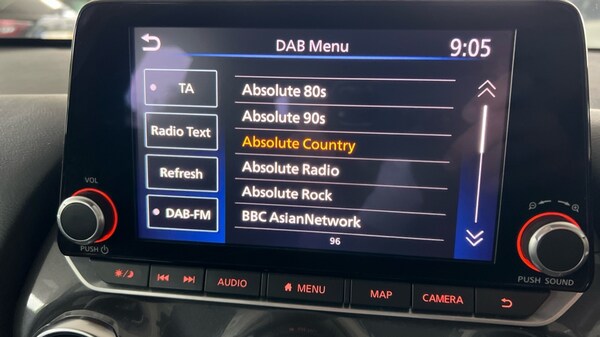 DAB Menu 9:05
TA
Radio Text
Refresh
DAB-FM
Absolute 80s
Absolute 90s
Absolute Country
Absolute Radio
Absolute Rock
BBC AsianNetwork
96
VOL
PUSH
PUSH SOUND
AUDIO
MENU
MAP
CAMERA